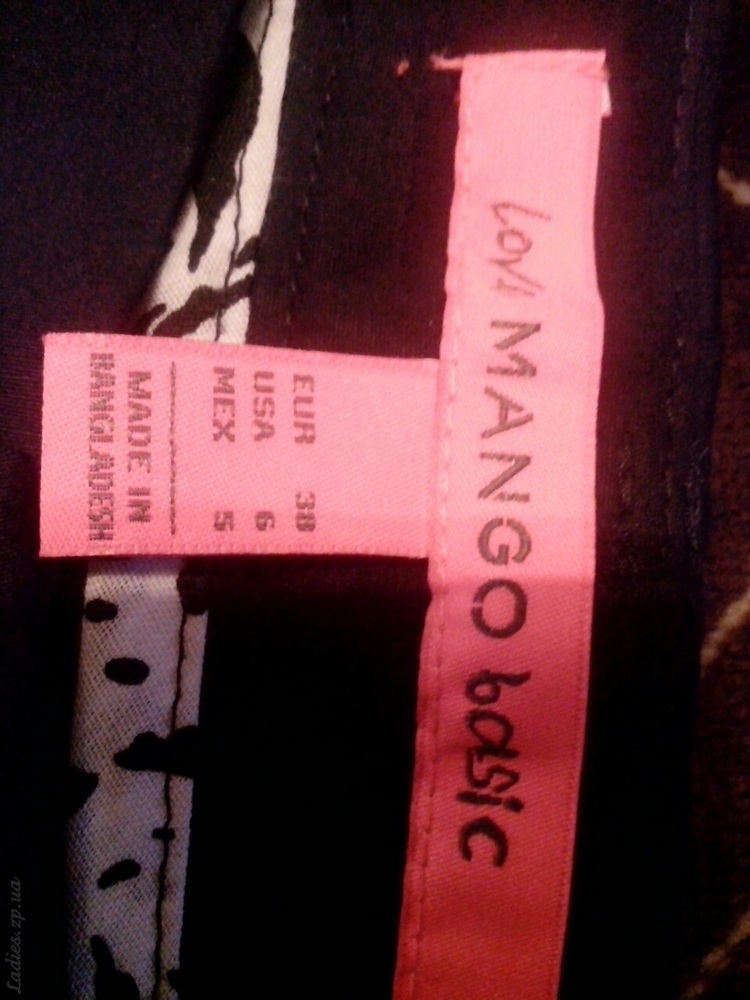 love MANGO basic
EUR 38
USA 6
MEX 5
MADE IN
BANGLADESH
Ladies.zp.ua